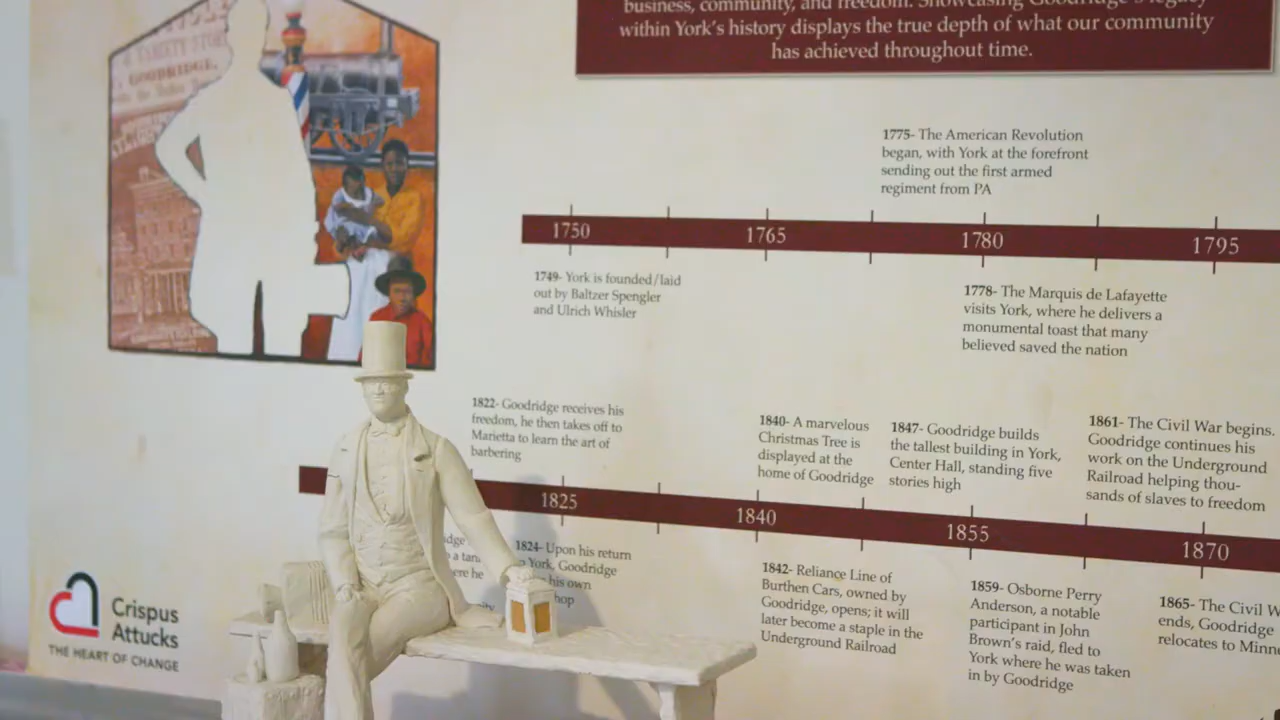 business, community, and freedom. Showcasing Goodridge's legacy
within York's history displays the true depth of what our community
has achieved throughout time.
& VARIETY STORE
GOODRIDGE,
1775- The American Revolution
began, with York at the forefront
sending out the first armed
regiment from PA
1750
1765
1780
1795
1749- York is founded/laid
out by Baltzer Spengler
and Ulrich Whisler
1778- The Marquis de Lafayette
visits York, where he delivers a
monumental toast that many
believed saved the nation
1822- Goodridge receives his
freedom, he then takes off to
Marietta to learn the art of
barbering
1840- A marvelous
Christmas Tree is
displayed at the
home of Goodridge
1847- Goodridge builds
the tallest building in York,
Center Hall, standing five
stories high
1861- The Civil War begins.
Goodridge continues his
work on the Underground
Railroad helping thou-
sands of slaves to freedom
1825
1840
1855
1870
a tan
ere he
1824- Upon his return
York, Goodridge
his own
hop
1842- Reliance Line of
Burthen Cars, owned by
Goodridge, opens; it will
later become a staple in the
Underground Railroad
1859- Osborne Perry
Anderson, a notable
participant in John
Brown's raid, fled to
York where he was taken
in by Goodridge
1865- The Civil W
ends, Goodridge
relocates to Minne
Crispus
Attucks
THE HEART OF CHANGE